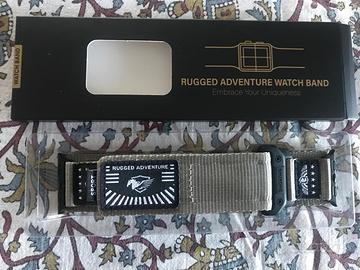 WATCH BAND
RUGGED ADVENTURE WATCH BAND
Embrace Your Uniqueness
RUGGED ADVENTURE